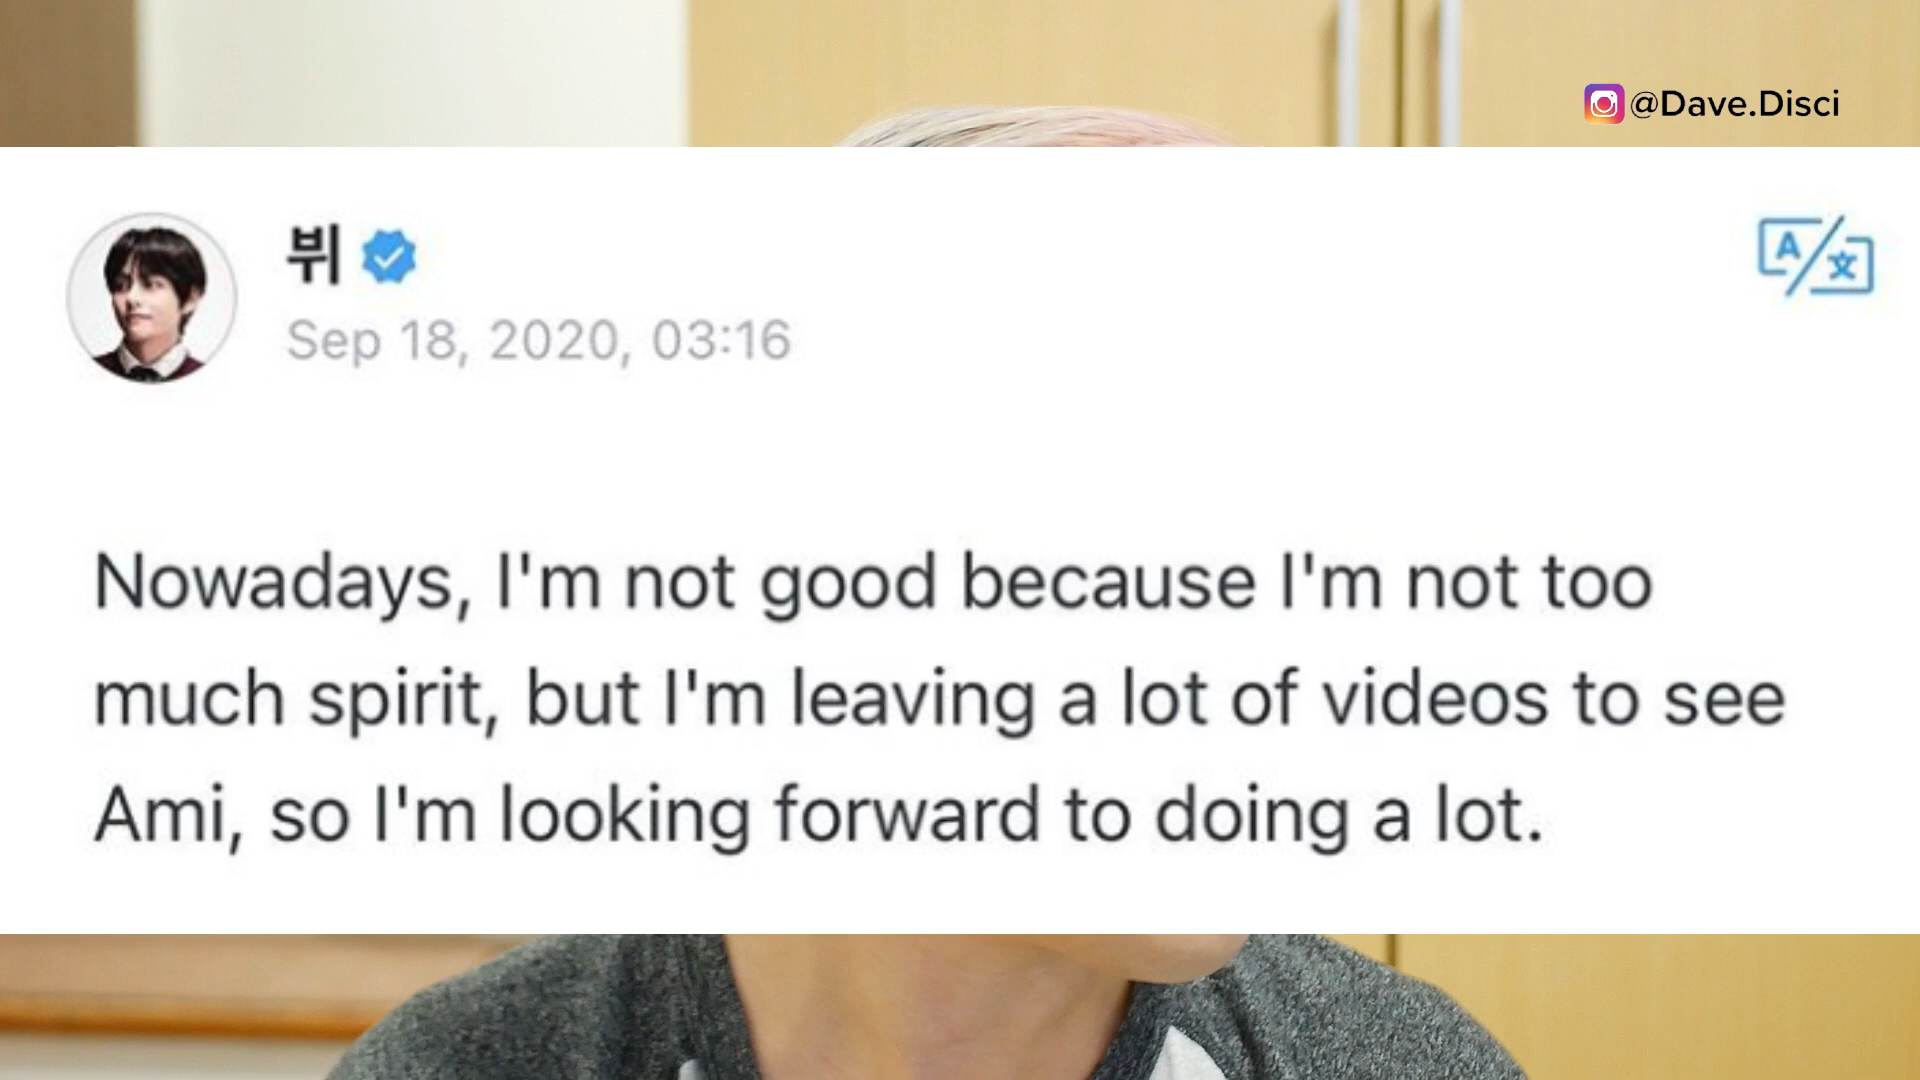 @Dave.Disci
뷔
Sep 18, 2020, 03:16
A/文
Nowadays, I'm not good because I'm not too
much spirit, but I'm leaving a lot of videos to see
Ami, so I'm looking forward to doing a lot.